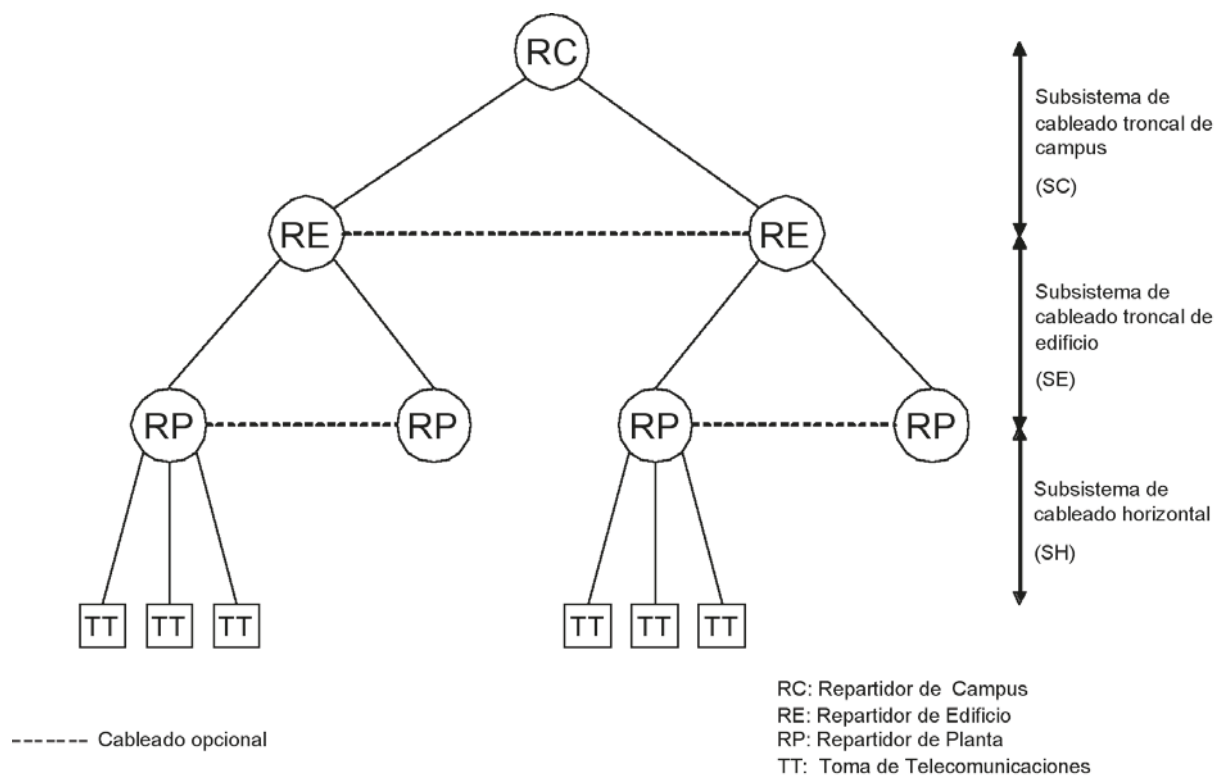 RC
Subsistema de
cableado troncal de
campus
(SC)
RE
RE
Subsistema de
cableado troncal de
edificio
(SE)
RP
RP
RP
RP
Subsistema de
cableado horizontal
(SH)
TT
TT
TT
TT
TT
TT
RC: Repartidor de Campus
RE: Repartidor de Edificio
RP: Repartidor de Planta
TT: Toma de Telecomunicaciones
Cableado opcional